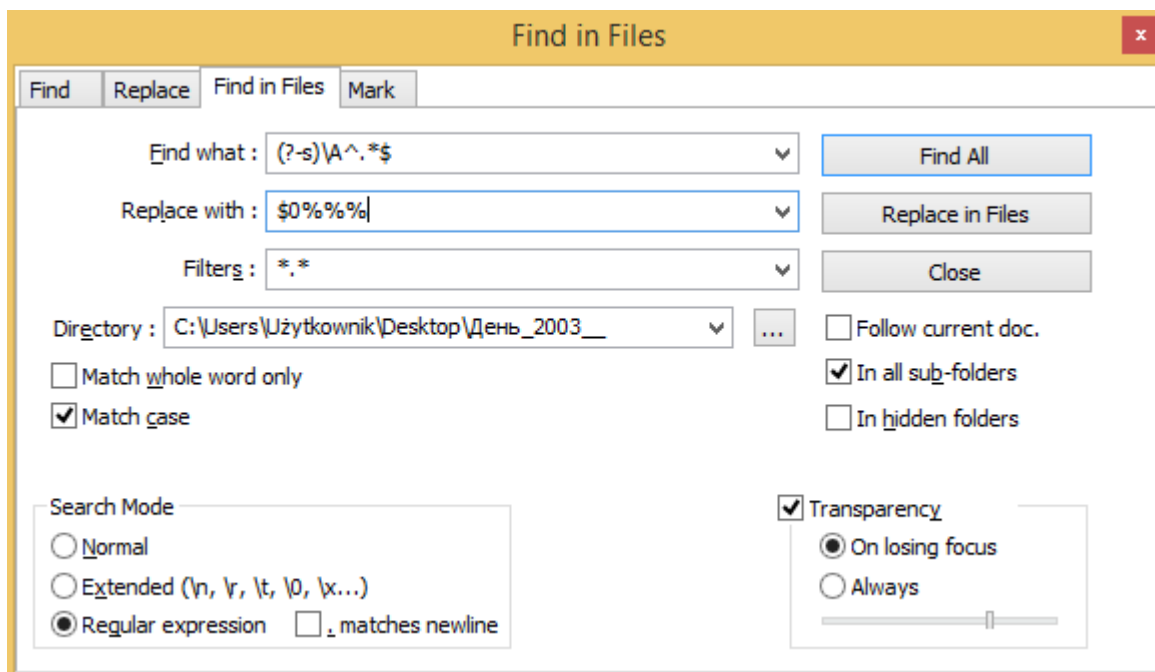 Find in Files
x
Find Replace Find in Files Mark
Find what : (?-s)\A^.*$ Find All
Replace with : $0%%% Replace in Files
Filters : *.* Close
Directory : C:\Users\Użytkownik\Desktop\День_2003__ ... Follow current doc.
Match whole word only In all sub-folders
Match case In hidden folders
Search Mode Transparency
Normal On losing focus
Extended (\n, \r, \t, \0, \x...) Always
Regular expression . matches newline